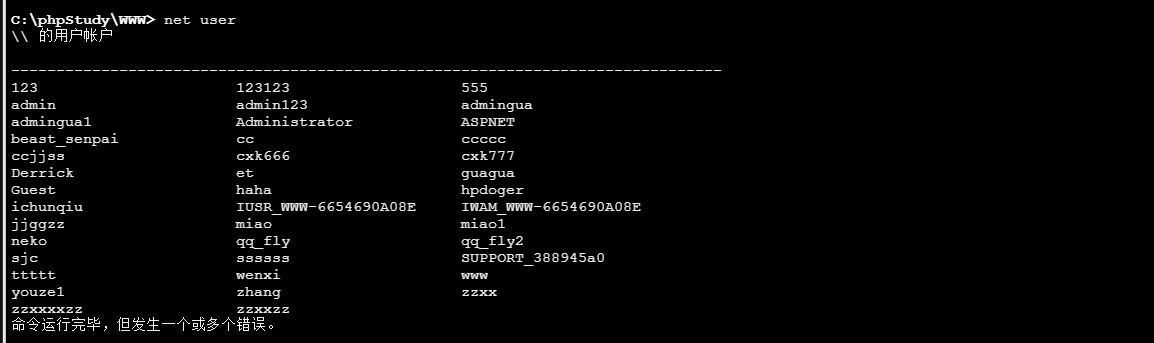 C:\phpStudy\WWW> net user
\\ 的用户帐户
-------------------------------------------------------------------------------
123 123123 555
admin admin123 admingua
admingua1 Administrator ASPNET
beast_senpai cc ccccc
ccjjss cxk666 cxk777
Derrick et guagua
Guest haha hpdoger
ichunqiu IUSR_WWW-6654690A08E IWAM_WWW-6654690A08E
jjggzz miao miao1
neko qq_fly qq_fly2
sjc ssssss SUPPORT_388945a0
ttttt wenxi www
youze1 zhang zzxx
zzxxxxzz zzxxzz
命令运行完毕，但发生一个或多个错误。